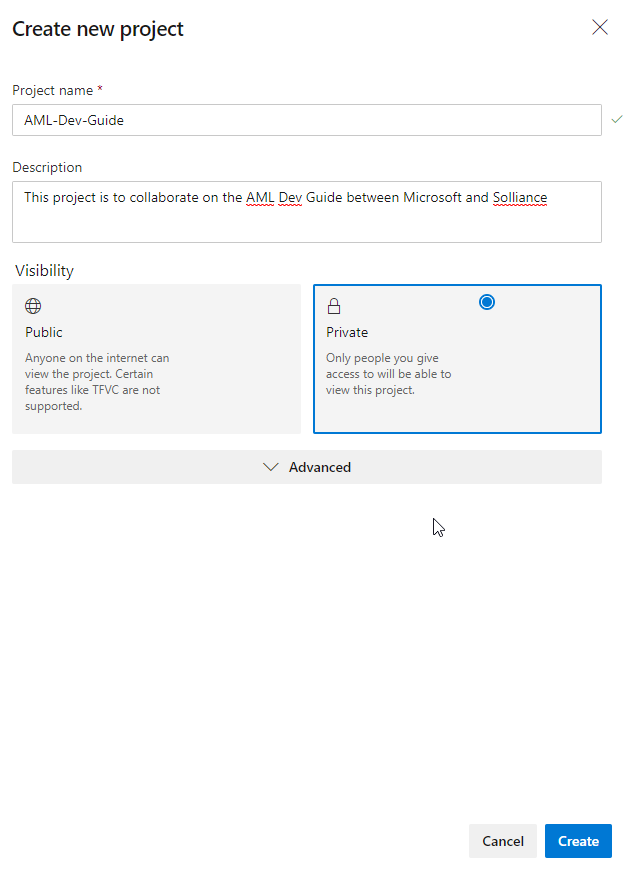 Create new project
Project name *
AML-Dev-Guide
Description
This project is to collaborate on the AML Dev Guide between Microsoft and Solliance
Visibility
Public
Anyone on the internet can
view the project. Certain
features like TFVC are not
supported.
Private
Only people you give
access to will be able to
view this project.
Advanced
Cancel
Create